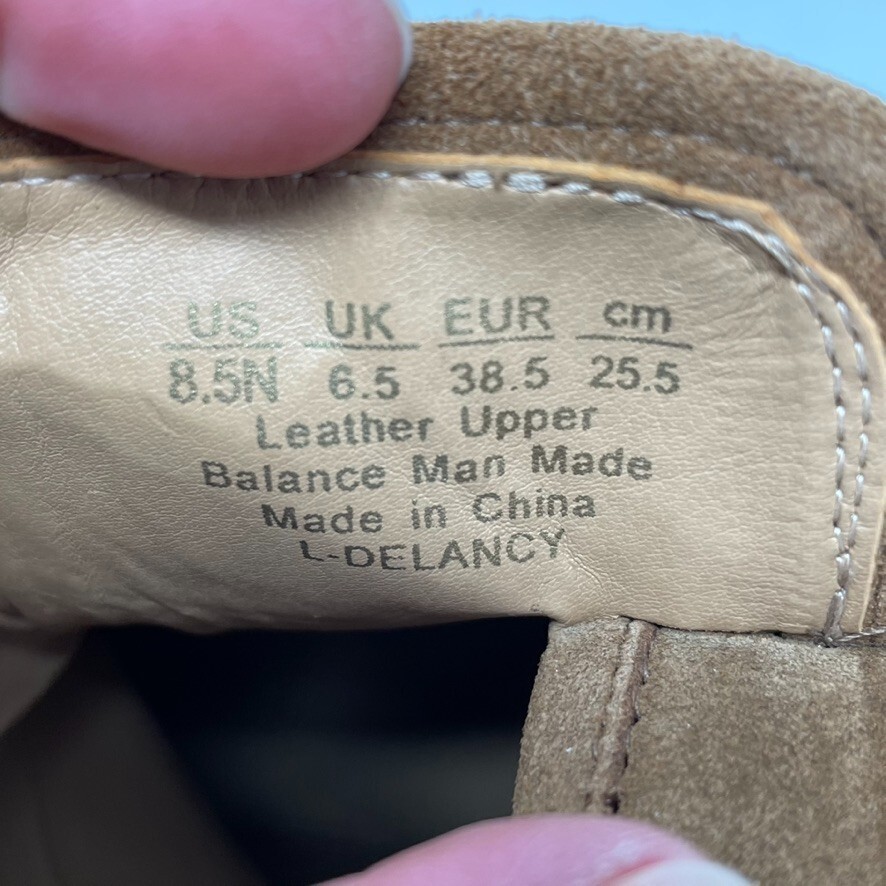 US UK EUR cm
8.5N 6.5 38.5 25.5
Leather Upper
Balance Man Made
Made in China
L-DELANCY